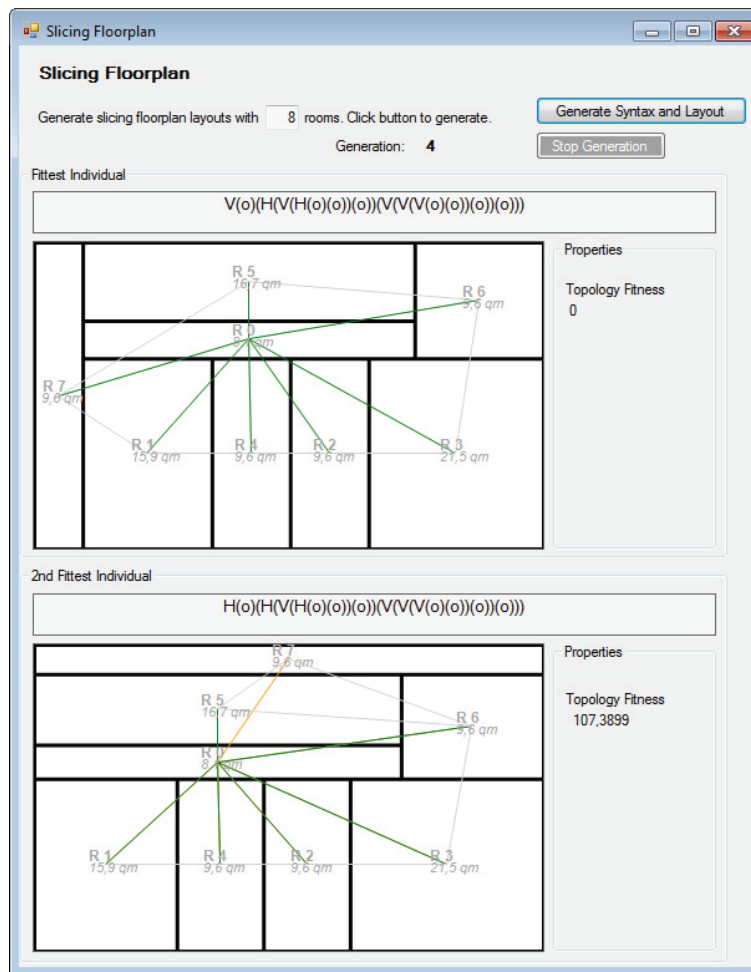 Slicing Floorplan
Slicing Floorplan
Generate slicing floorplan layouts with 8 rooms. Click button to generate.
Generate Syntax and Layout
Generation: 4
Stop Generation
Fittest Individual
V(o)(H(V(H(o)(o))(o))(V(V(V(o)(o))(o))(o)))
Properties
Topology Fitness
0
R 5
16,7 qm
R 6
9,6 qm
R 0
R 7
9,6 qm
R 1
15,9 qm
R 4
9,6 qm
R 2
9,6 qm
R 3
21,5 qm
2nd Fittest Individual
H(o)(H(V(H(o)(o))(o))(V(V(V(o)(o))(o))(o)))
Properties
Topology Fitness
107,3899
R 7
9,6 qm
R 5
16,7 qm
R 6
9,6 qm
R 0
R 1
15,9 qm
R 4
9,6 qm
R 2
9,6 qm
R 3
21,5 qm